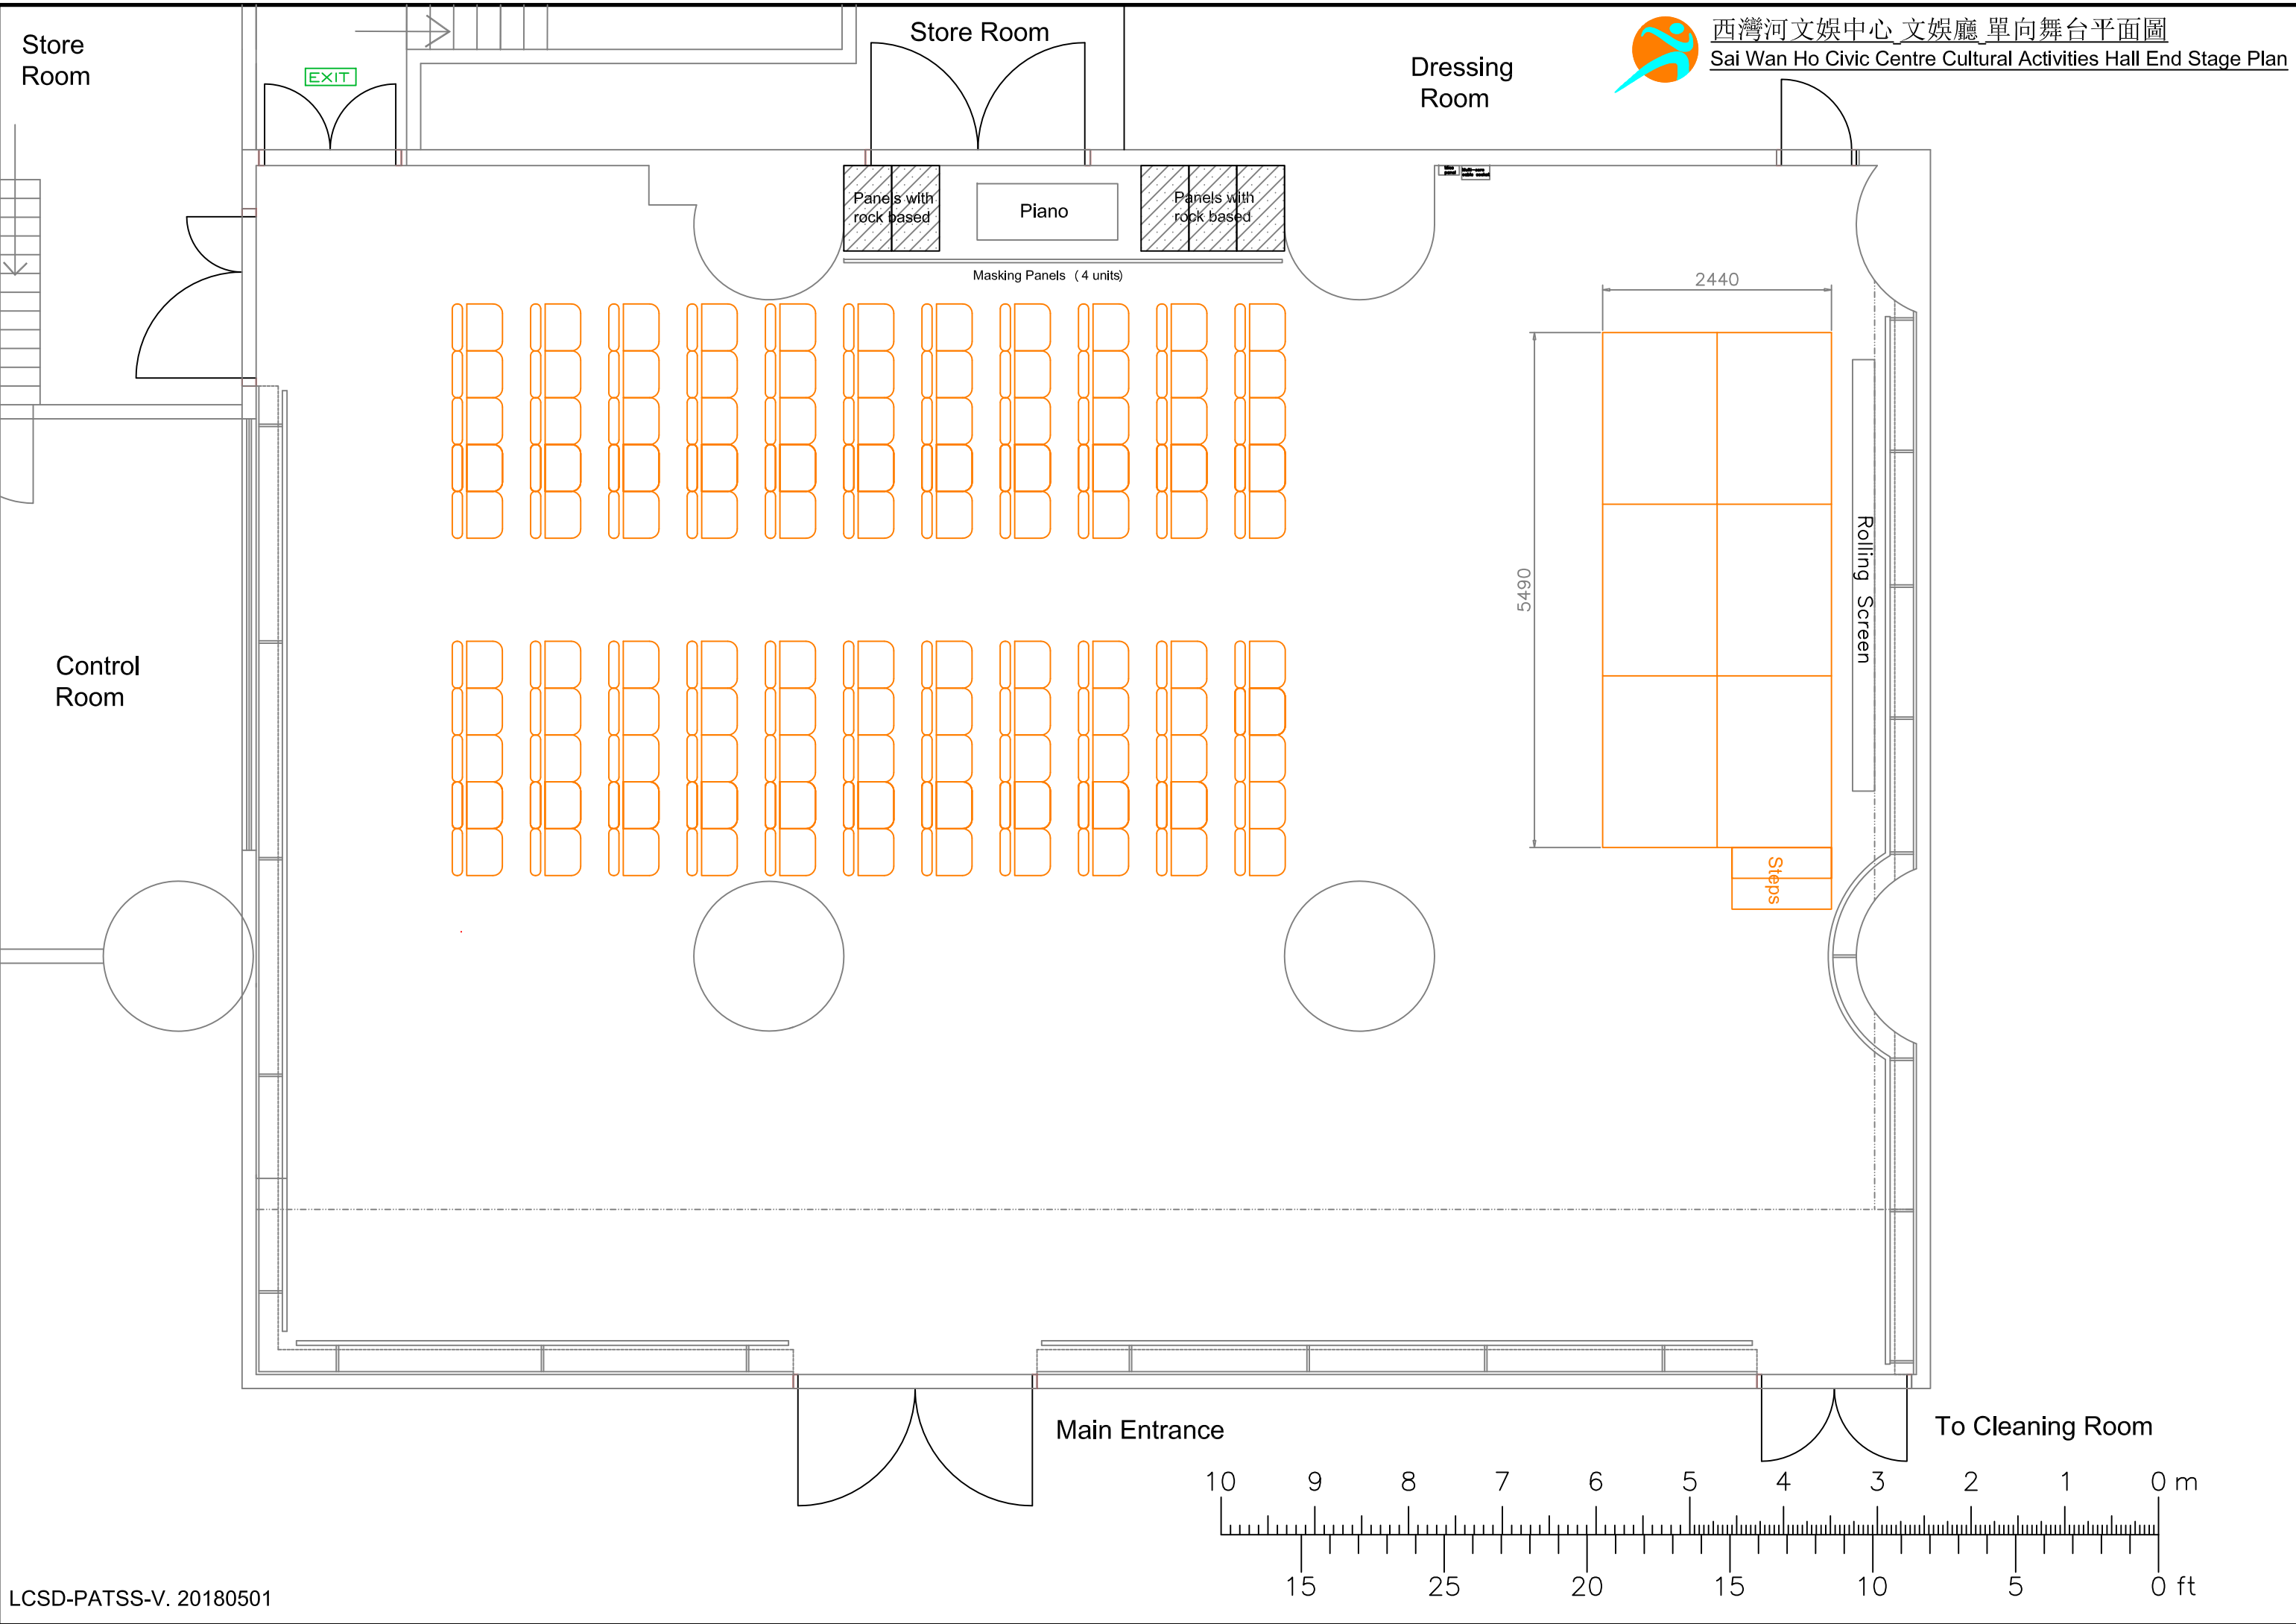 Store
Room
EXIT
Store Room
Dressing
Room
西灣河文娛中心_文娛廳_單向舞台平面圖
Sai Wan Ho Civic Centre Cultural Activities Hall End Stage Plan
Panels with
rock based
Piano
Panels with
rock based
Masking Panels ( 4 units)
2440
5490
Rolling Screen
Steps
Control
Room
Main Entrance
To Cleaning Room
10 9 8 7 6 5 4 3 2 1 0 m
15 25 20 15 10 5 0 ft
LCSD-PATSS-V. 20180501